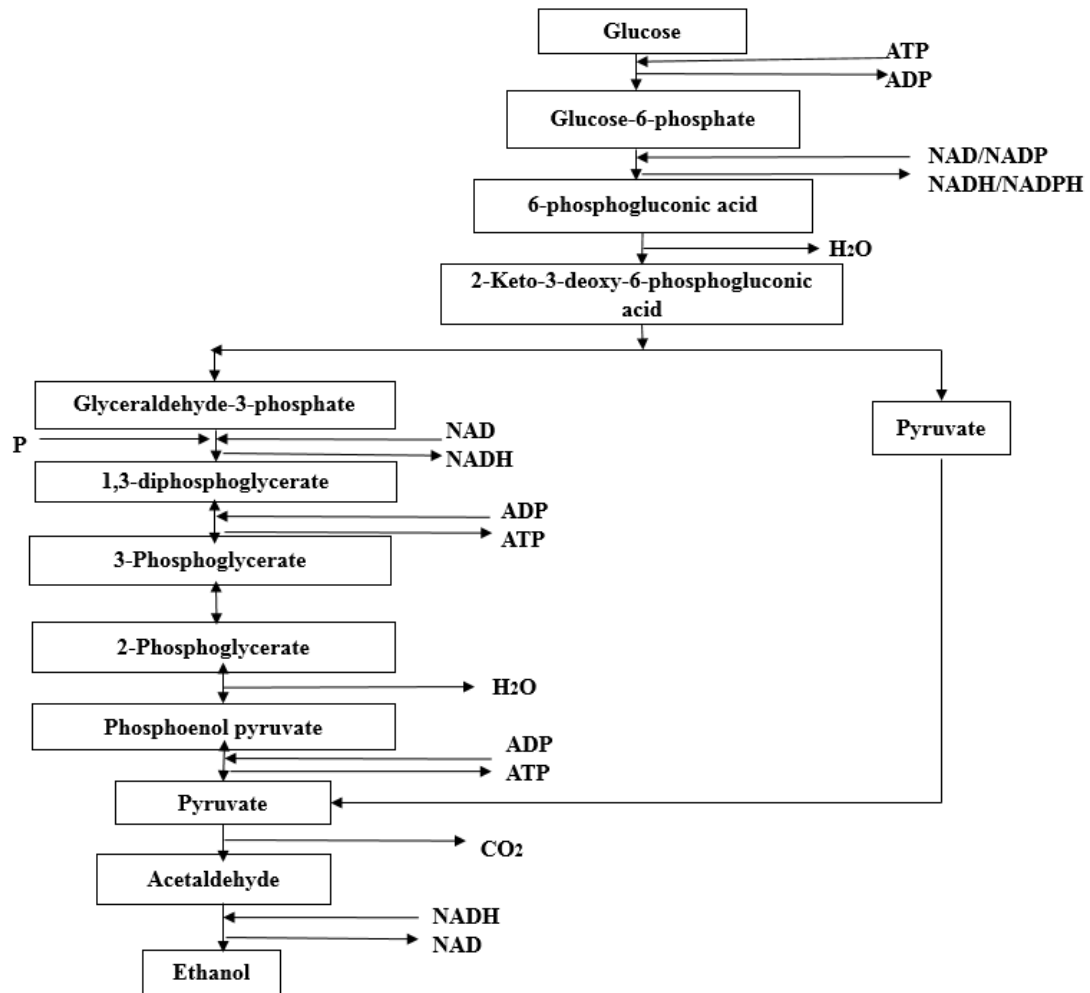 Glucose
ATP
ADP
Glucose-6-phosphate
NAD/NADP
NADH/NADPH
6-phosphogluconic acid
H2O
2-Keto-3-deoxy-6-phosphogluconic
acid
Glyceraldehyde-3-phosphate
Pyruvate
P
NAD
NADH
1,3-diphosphoglycerate
ADP
ATP
3-Phosphoglycerate
2-Phosphoglycerate
H2O
Phosphoenol pyruvate
ADP
ATP
Pyruvate
CO2
Acetaldehyde
NADH
NAD
Ethanol